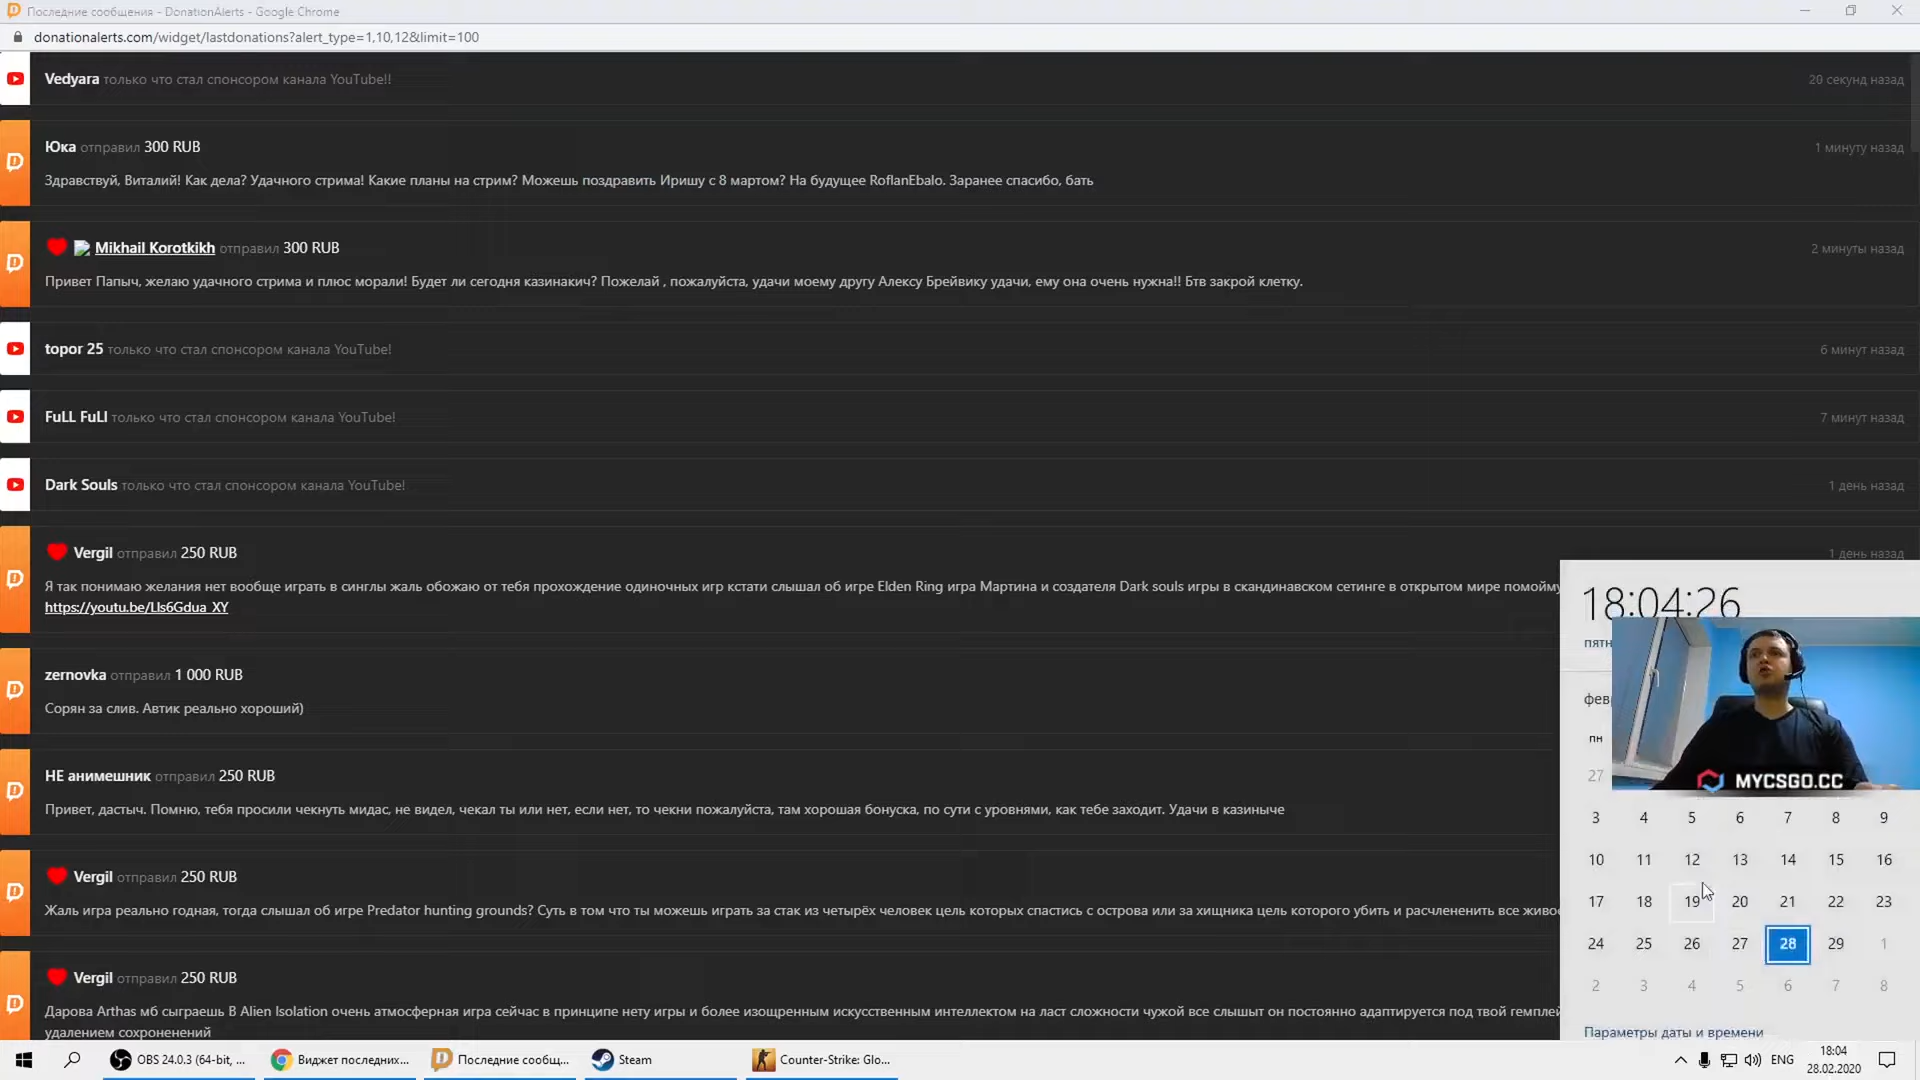 Последние сообщения - DonationAlerts - Google Chrome
donationalerts.com/widget/lastdonations?alert_type=1,10,12&limit=100
Vedyara только что стал спонсором канала YouTube!! 20 секунд назад
Юка отправил 300 RUB 1 минуту назад
Здравствуй, Виталий! Как дела? Удачного стрима! Какие планы на стрим? Можешь поздравить Иришу с 8 мартом? На будущее RoflanEbalo. Заранее спасибо, бать
Mikhail Korotkikh отправил 300 RUB 2 минуты назад
Привет Папыч, желаю удачного стрима и плюс морали! Будет ли сегодня казинакич? Пожелай , пожалуйста, удачи моему другу Алексу Брейвику удачи, ему она очень нужна!! Бтв закрой клетку.
topor 25 только что стал спонсором канала YouTube! 6 минут назад
FuLL FuLl только что стал спонсором канала YouTube! 7 минут назад
Dark Souls только что стал спонсором канала YouTube! 1 день назад
Vergil отправил 250 RUB 1 день назад
Я так понимаю желания нет вообще играть в синглы жаль обожаю от тебя прохождение одиночных игр кстати слышал об игре Elden Ring игра Мартина и создателя Dark souls игры в скандинавском сетинге в открытом мире помойму
zernovka отправил 1 000 RUB
Сорян за слив. Автик реально хороший)
НЕ анимешник отправил 250 RUB
Привет, дастыч. Помню, тебя просили чекнуть мидас, не видел, чекал ты или нет, если нет, то чекни пожалуйста, там хорошая бонуска, по сути с уровнями, как тебе заходит. Удачи в казиныче
Vergil отправил 250 RUB
Жаль игра реально годная, тогда слышал об игре Predator hunting grounds? Суть в том что ты можешь играть за стак из четырёх человек цель которых спастись с острова или за хищника цель которого убить и расчлененить все живое
Vergil отправил 250 RUB
Дарова Arthas мб сыграешь В Alien Isolation очень атмосферная игра сейчас в принципе нету игры и более изощренным искусственным интеллектом на ласт сложности чужой все слышыт он постоянно адаптируется под твой гемплей
удалением сохроненений
18:04:26
пятн
фев
пн
MYCSGO.CC
27
3 4 5 6 7 8 9
10 11 12 13 14 15 16
17 18 19 20 21 22 23
24 25 26 27 28 29 1
2 3 4 5 6 7 8
Параметры даты и времени
OBS 24.0.3 (64-bit, ...
Виджет последних...
Последние сообщ...
Steam
Counter-Strike: Glo...
ENG
18:04
28.02.2020